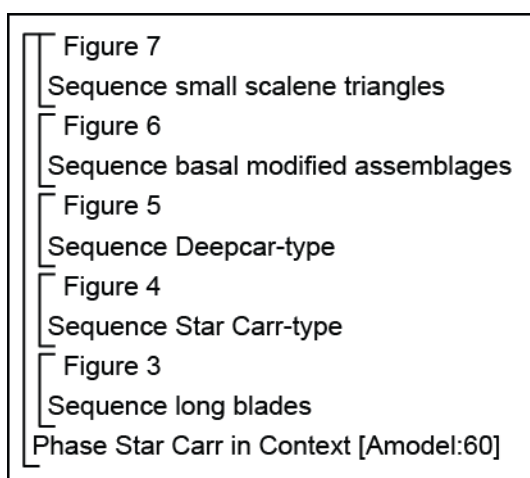 Figure 7
Sequence small scalene triangles
Figure 6
Sequence basal modified assemblages
Figure 5
Sequence Deepcar-type
Figure 4
Sequence Star Carr-type
Figure 3
Sequence long blades
Phase Star Carr in Context [Amodel:60]